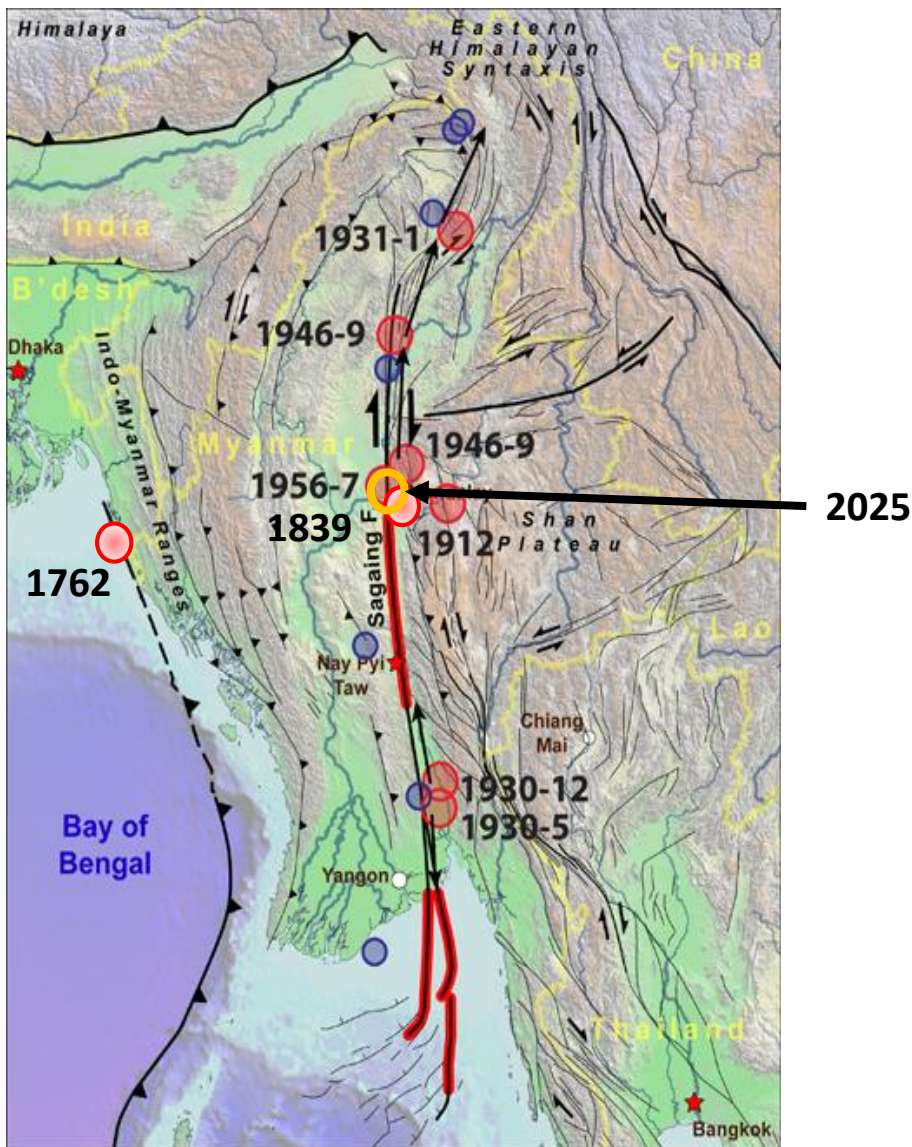 Himalaya
Eastern
Himalayan
Syntaxis
China
India
1931-1
B'desh
Dhaka
1946-9
Indo-Myanmar Ranges
Myanmar
1946-9
1956-7
2025
1839
Sagaing F
1912
Shan
Plateau
1762
Lao
Nay Pyi
Taw
Chiang
Mai
1930-12
1930-5
Bay of
Bengal
Yangon
Thailand
Bangkok